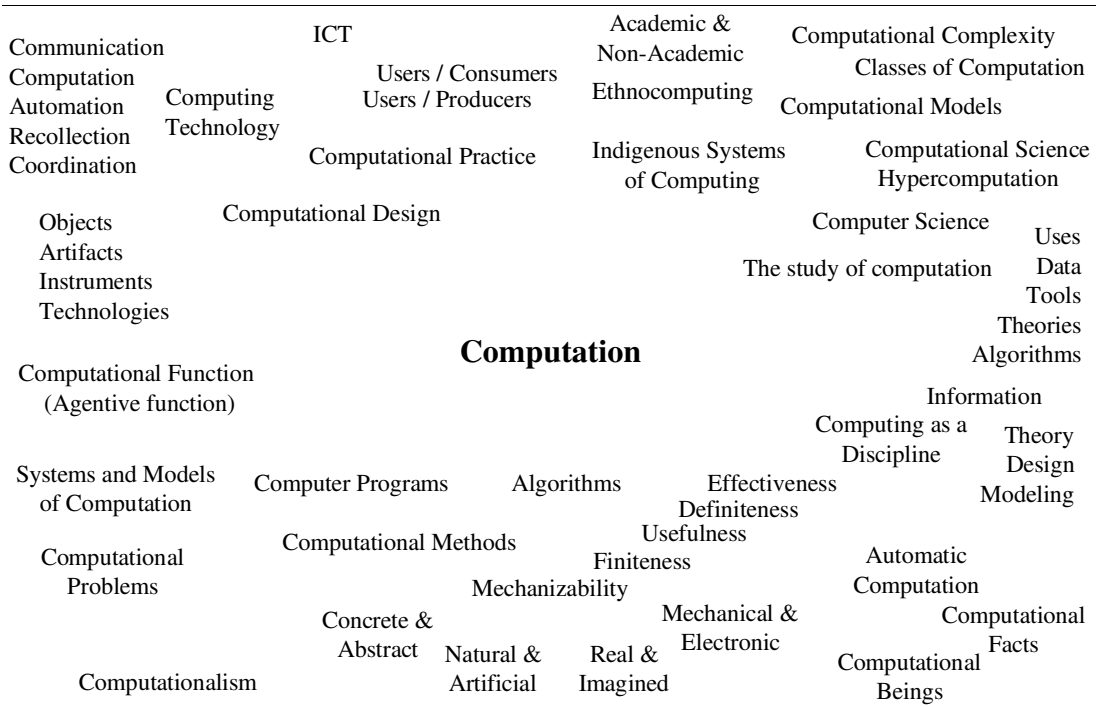 Communication
Computation
Automation
Recollection
Coordination
Computing
Technology
ICT
Users / Consumers
Users / Producers
Computational Practice
Academic &
Non-Academic
Ethnocomputing
Indigenous Systems
of Computing
Computational Complexity
Classes of Computation
Computational Models
Computational Science
Hypercomputation
Objects
Artifacts
Instruments
Technologies
Computational Design
Computer Science
The study of computation
Uses
Data
Tools
Theories
Algorithms
Computation
Computational Function
(Agentive function)
Information
Computing as a
Discipline
Theory
Design
Modeling
Systems and Models
of Computation
Computer Programs
Algorithms
Effectiveness
Definiteness
Usefulness
Finiteness
Mechanizability
Computational Methods
Computational
Problems
Automatic
Computation
Computational
Facts
Computational
Beings
Concrete &
Abstract
Natural &
Artificial
Real &
Imagined
Mechanical &
Electronic
Computationalism